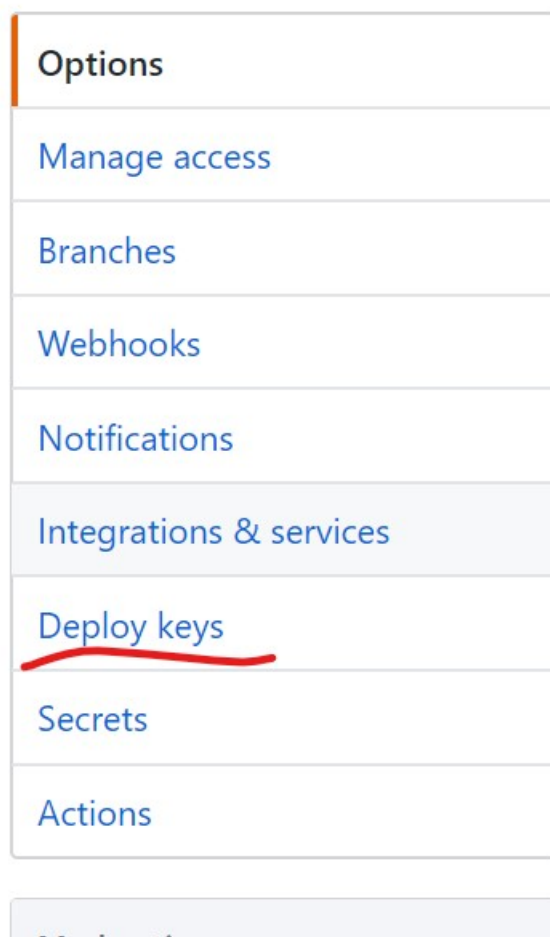 Options
Manage access
Branches
Webhooks
Notifications
Integrations & services
Deploy keys
Secrets
Actions